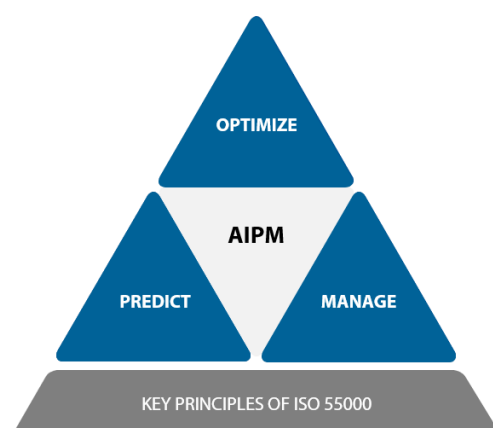 OPTIMIZE
AIPM
PREDICT
MANAGE
KEY PRINCIPLES OF ISO 55000